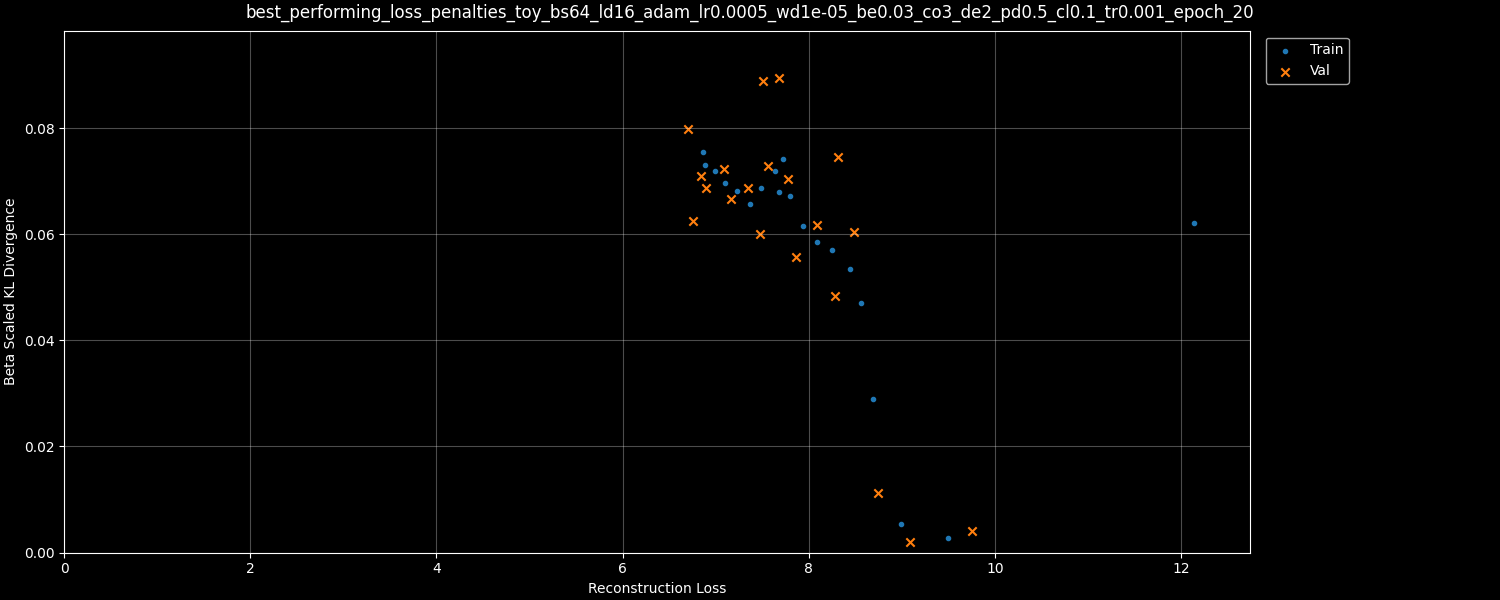 best_performing_loss_penalties_toy_bs64_ld16_adam_lr0.0005_wd1e-05_be0.03_co3_de2_pd0.5_cl0.1_tr0.001_epoch_20
Train
Val
0.08
0.06
0.04
0.02
0.00
Beta Scaled KL Divergence
0 2 4 6 8 10 12
Reconstruction Loss